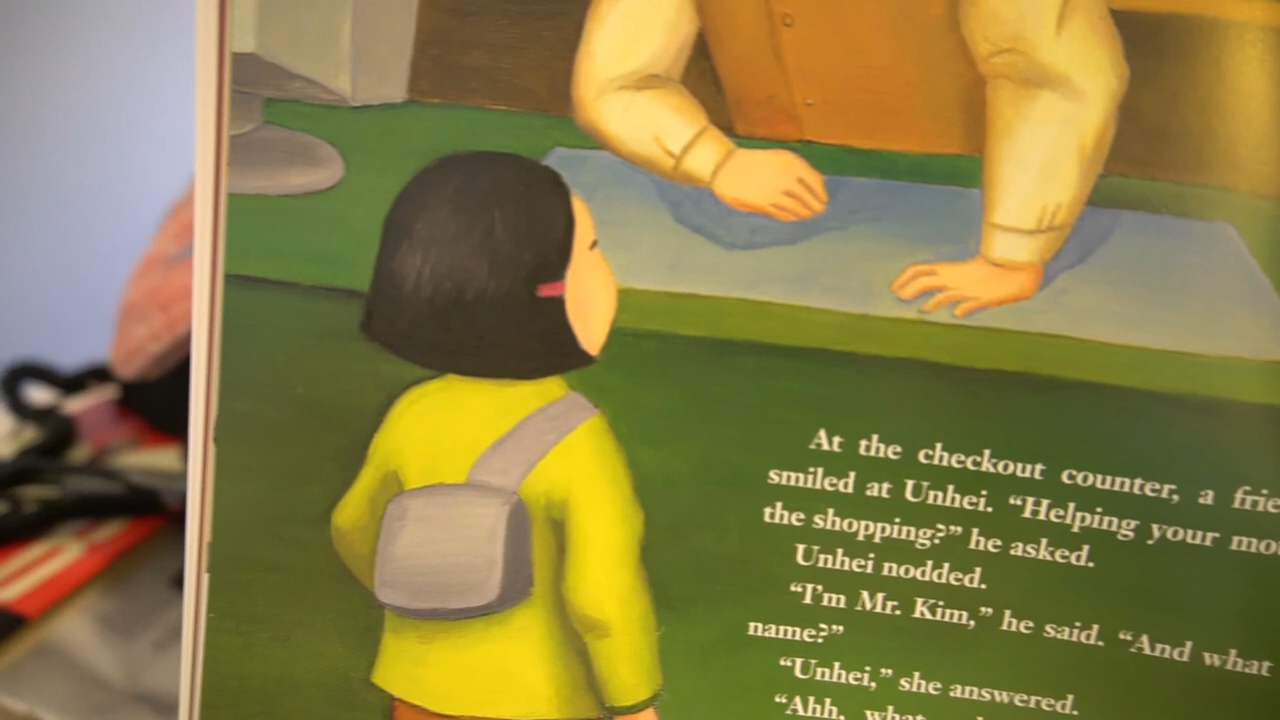 At the checkout counter, a
smiled at Unhei. “Helping your
the shopping?” he asked.
Unhei nodded.
“I’m Mr. Kim,” he said. “And what
name?”
“Unhei,” she answered.
“Ahh,